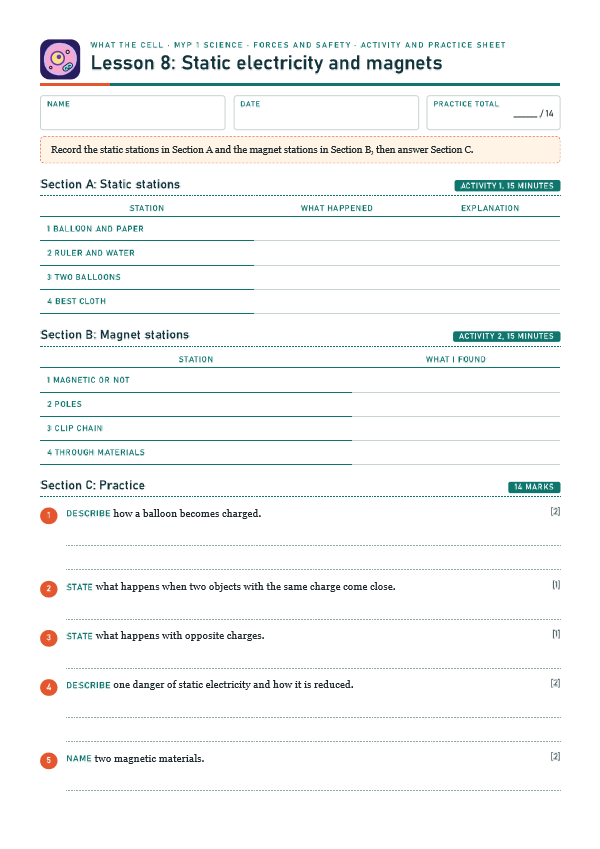 WHAT THE CELL · MYP 1 SCIENCE · FORCES AND SAFETY · ACTIVITY AND PRACTICE SHEET
Lesson 8: Static electricity and magnets
NAME
DATE
PRACTICE TOTAL
_____ / 14
Record the static stations in Section A and the magnet stations in Section B, then answer Section C.
Section A: Static stations
ACTIVITY 1, 15 MINUTES
STATION WHAT HAPPENED EXPLANATION
1 BALLOON AND PAPER
2 RULER AND WATER
3 TWO BALLOONS
4 BEST CLOTH
Section B: Magnet stations
ACTIVITY 2, 15 MINUTES
STATION WHAT I FOUND
1 MAGNETIC OR NOT
2 POLES
3 CLIP CHAIN
4 THROUGH MATERIALS
Section C: Practice
14 MARKS
1 DESCRIBE how a balloon becomes charged. [2]
2 STATE what happens when two objects with the same charge come close. [1]
3 STATE what happens with opposite charges. [1]
4 DESCRIBE one danger of static electricity and how it is reduced. [2]
5 NAME two magnetic materials. [2]